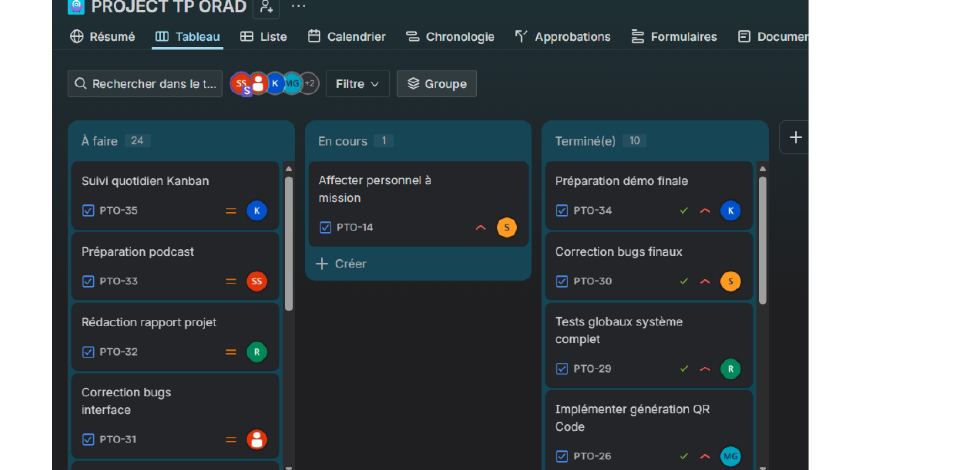 PROJECT TP ORAD
Résumé Tableau Liste Calendrier Chronologie Approbations Formulaires Documen
Rechercher dans le t... SS S K MG +2 Filtre Groupe
À faire 24
Suivi quotidien Kanban
PTO-35 K
Préparation podcast
PTO-33 SS
Rédaction rapport projet
PTO-32 R
Correction bugs
interface
PTO-31
En cours 1
Affecter personnel à
mission
PTO-14 S
Créer
Terminé(e) 10
Préparation démo finale
PTO-34 K
Correction bugs finaux
PTO-30 S
Tests globaux système
complet
PTO-29 R
Implémenter génération QR
Code
PTO-26 MG